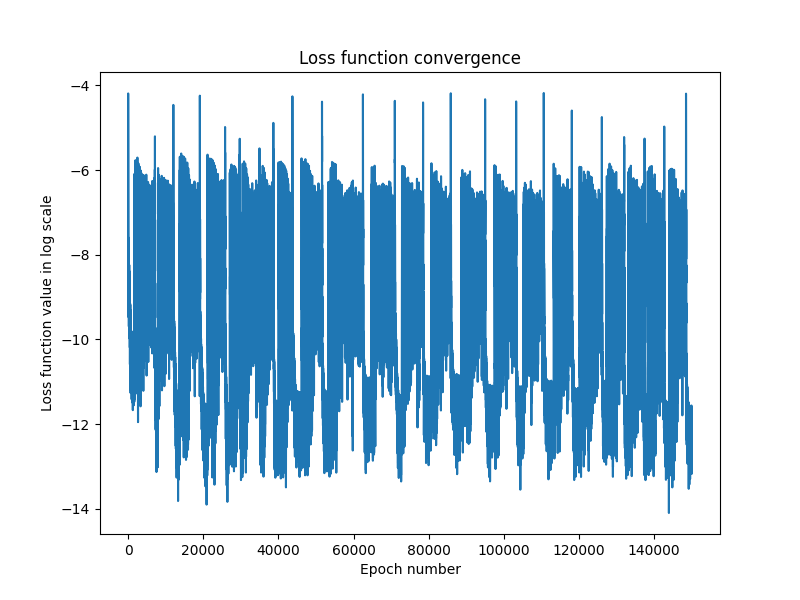 Loss function convergence
Loss function value in log scale
−4
−6
−8
−10
−12
−14
0 20000 40000 60000 80000 100000 120000 140000
Epoch number